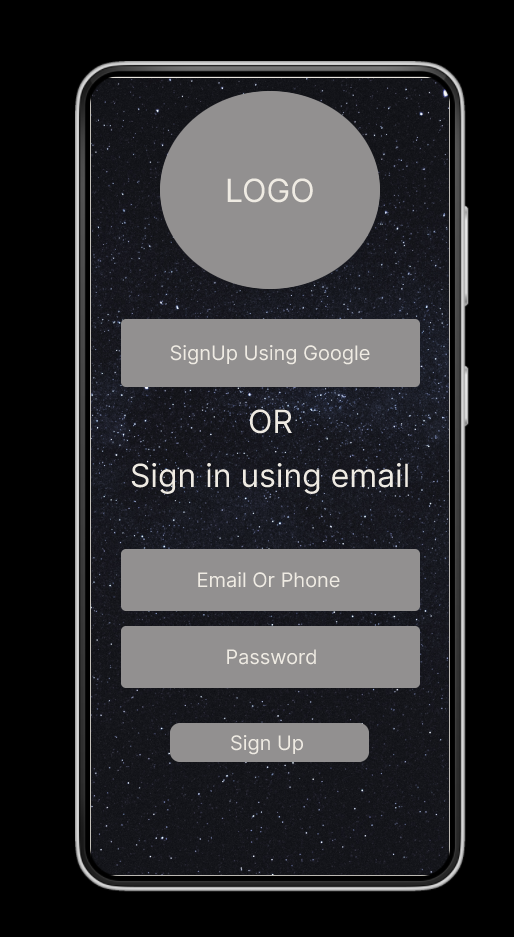 LOGO
SignUp Using Google
OR
Sign in using email
Email Or Phone
Password
Sign Up